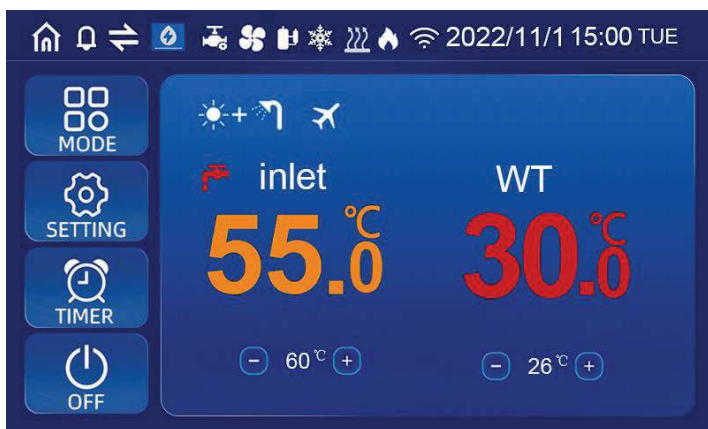 2022/11/1 15:00 TUE
MODE
SETTING
TIMER
OFF
inlet
WT
55.0℃
30.0℃
- 60℃ +
- 26℃ +